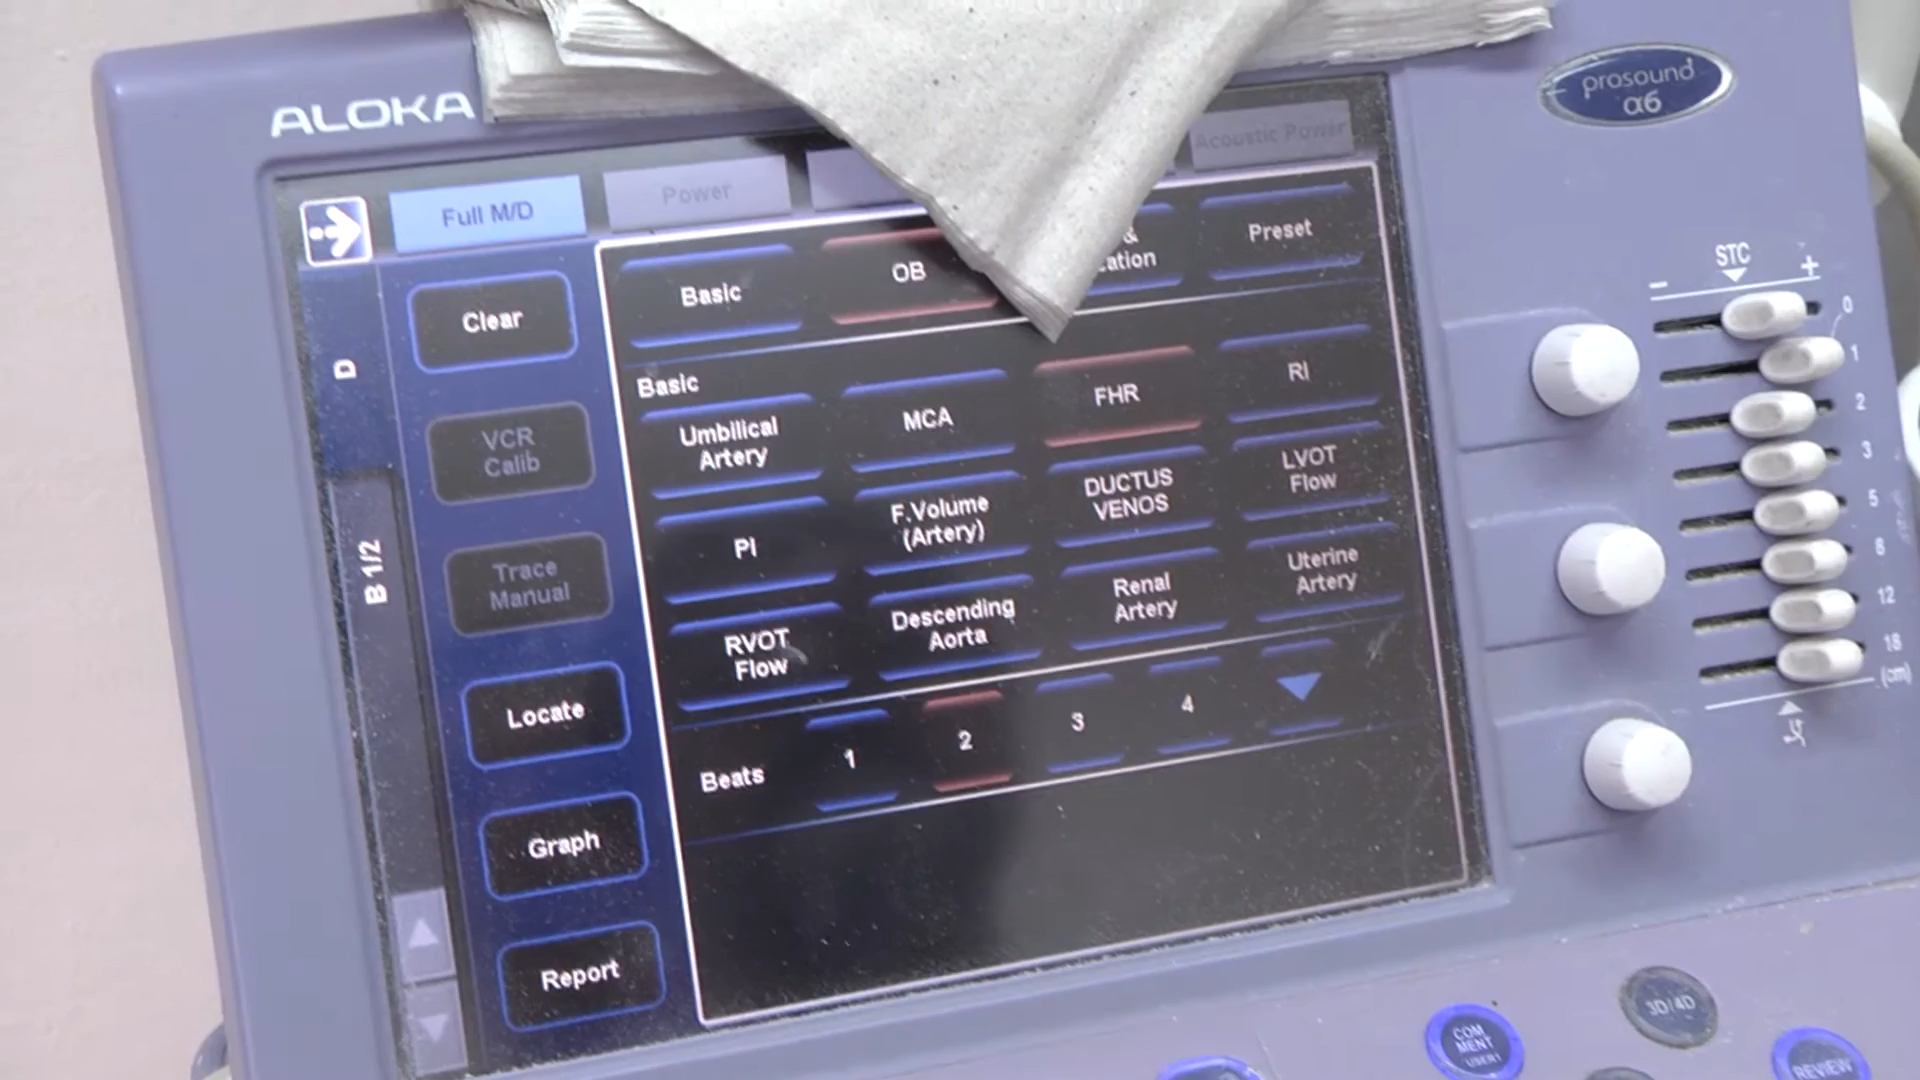 ALOKA
prosound
α6
Full M/D
Power
Acoustic Power
Basic
OB
&
Preset
Clear
D
Basic
Umbilical
Artery
MCA
FHR
RI
VCR
Calib
PI
F.Volume
(Artery)
DUCTUS
VENOS
LVOT
Flow
B 1/2
Trace
Manual
RVOT
Flow
Descending
Aorta
Renal
Artery
Uterine
Artery
Locate
Beats
1
2
3
4
Graph
Report
STC
- +
0
1
2
3
5
8
12
18
(cm)
3D/4D
COM
MENT
USER1
REVIEW